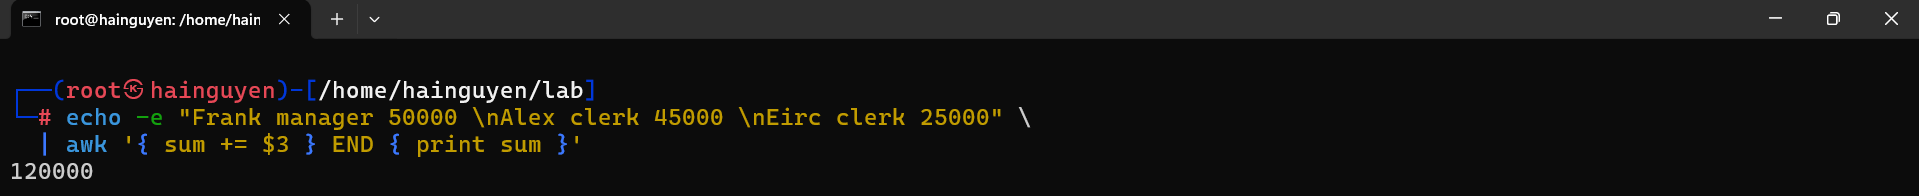 root@hainguyen: /home/hain
┌──(root㉿hainguyen)-[/home/hainguyen/lab]
└─# echo -e "Frank manager 50000 \nAlex clerk 45000 \nEirc clerk 25000" \
| awk '{ sum += $3 } END { print sum }'
120000